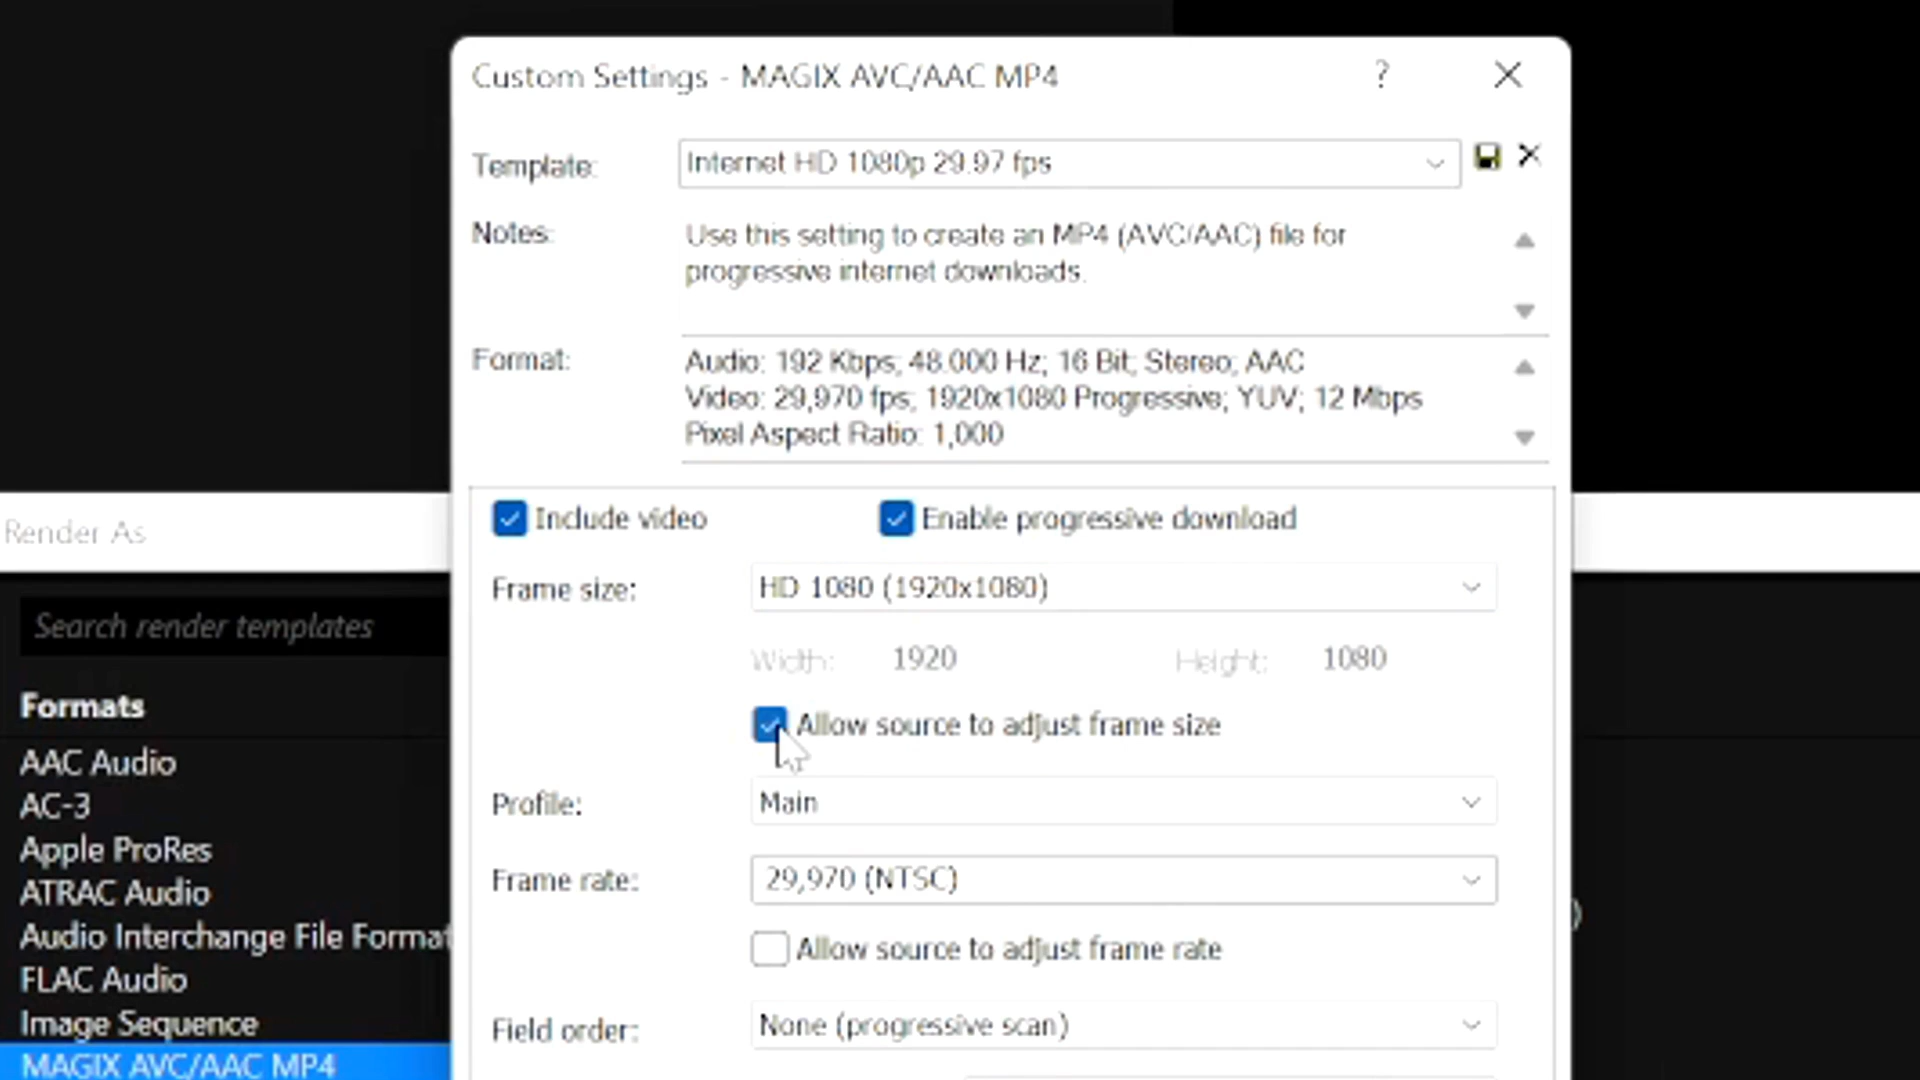 Custom Settings - MAGIX AVC/AAC MP4
?
Template:
Internet HD 1080p 29.97 fps
Notes:
Use this setting to create an MP4 (AVC/AAC) file for
progressive internet downloads.
Format:
Audio: 192 Kbps; 48.000 Hz; 16 Bit; Stereo; AAC
Video: 29,970 fps; 1920x1080 Progressive; YUV; 12 Mbps
Pixel Aspect Ratio: 1,000
Include video
Enable progressive download
Render As
Frame size:
HD 1080 (1920x1080)
Search render templates
Width: 1920
Height: 1080
Formats
Allow source to adjust frame size
AAC Audio
AC-3
Profile:
Main
Apple ProRes
ATRAC Audio
Frame rate:
29,970 (NTSC)
Audio Interchange File Format
Allow source to adjust frame rate
FLAC Audio
Image Sequence
Field order:
None (progressive scan)
MAGIX AVC/AAC MP4